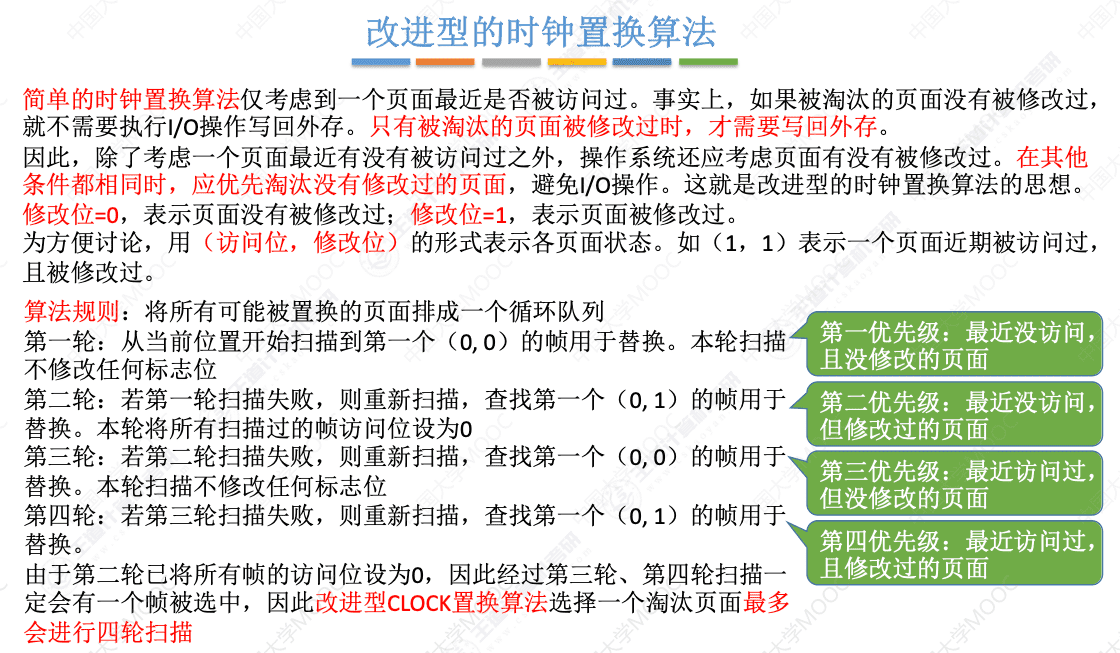 改进型的时钟置换算法
简单的时钟置换算法仅考虑到一个页面最近是否被访问过。事实上，如果被淘汰的页面没有被修改过，
就不需要执行I/O操作写回外存。只有被淘汰的页面被修改过时，才需要写回外存。
因此，除了考虑一个页面最近有没有被访问过之外，操作系统还应考虑页面有没有被修改过。在其他
条件都相同时，应优先淘汰没有修改过的页面，避免I/O操作。这就是改进型的时钟置换算法的思想。
修改位=0，表示页面没有被修改过；修改位=1，表示页面被修改过。
为方便讨论，用（访问位，修改位）的形式表示各页面状态。如（1，1）表示一个页面近期被访问过，
且被修改过。
算法规则：将所有可能被置换的页面排成一个循环队列
第一轮：从当前位置开始扫描到第一个（0, 0）的帧用于替换。本轮扫描
不修改任何标志位
第二轮：若第一轮扫描失败，则重新扫描，查找第一个（0, 1）的帧用于
替换。本轮将所有扫描过的帧访问位设为0
第三轮：若第二轮扫描失败，则重新扫描，查找第一个（0, 0）的帧用于
替换。本轮扫描不修改任何标志位
第四轮：若第三轮扫描失败，则重新扫描，查找第一个（0, 1）的帧用于
替换。
由于第二轮已将所有帧的访问位设为0，因此经过第三轮、第四轮扫描一
定会有一个帧被选中，因此改进型CLOCK置换算法选择一个淘汰页面最多
会进行四轮扫描
第一优先级：最近没访问，
且没修改的页面
第二优先级：最近没访问，
但修改过的页面
第三优先级：最近访问过，
但没修改的页面
第四优先级：最近访问过，
且修改过的页面